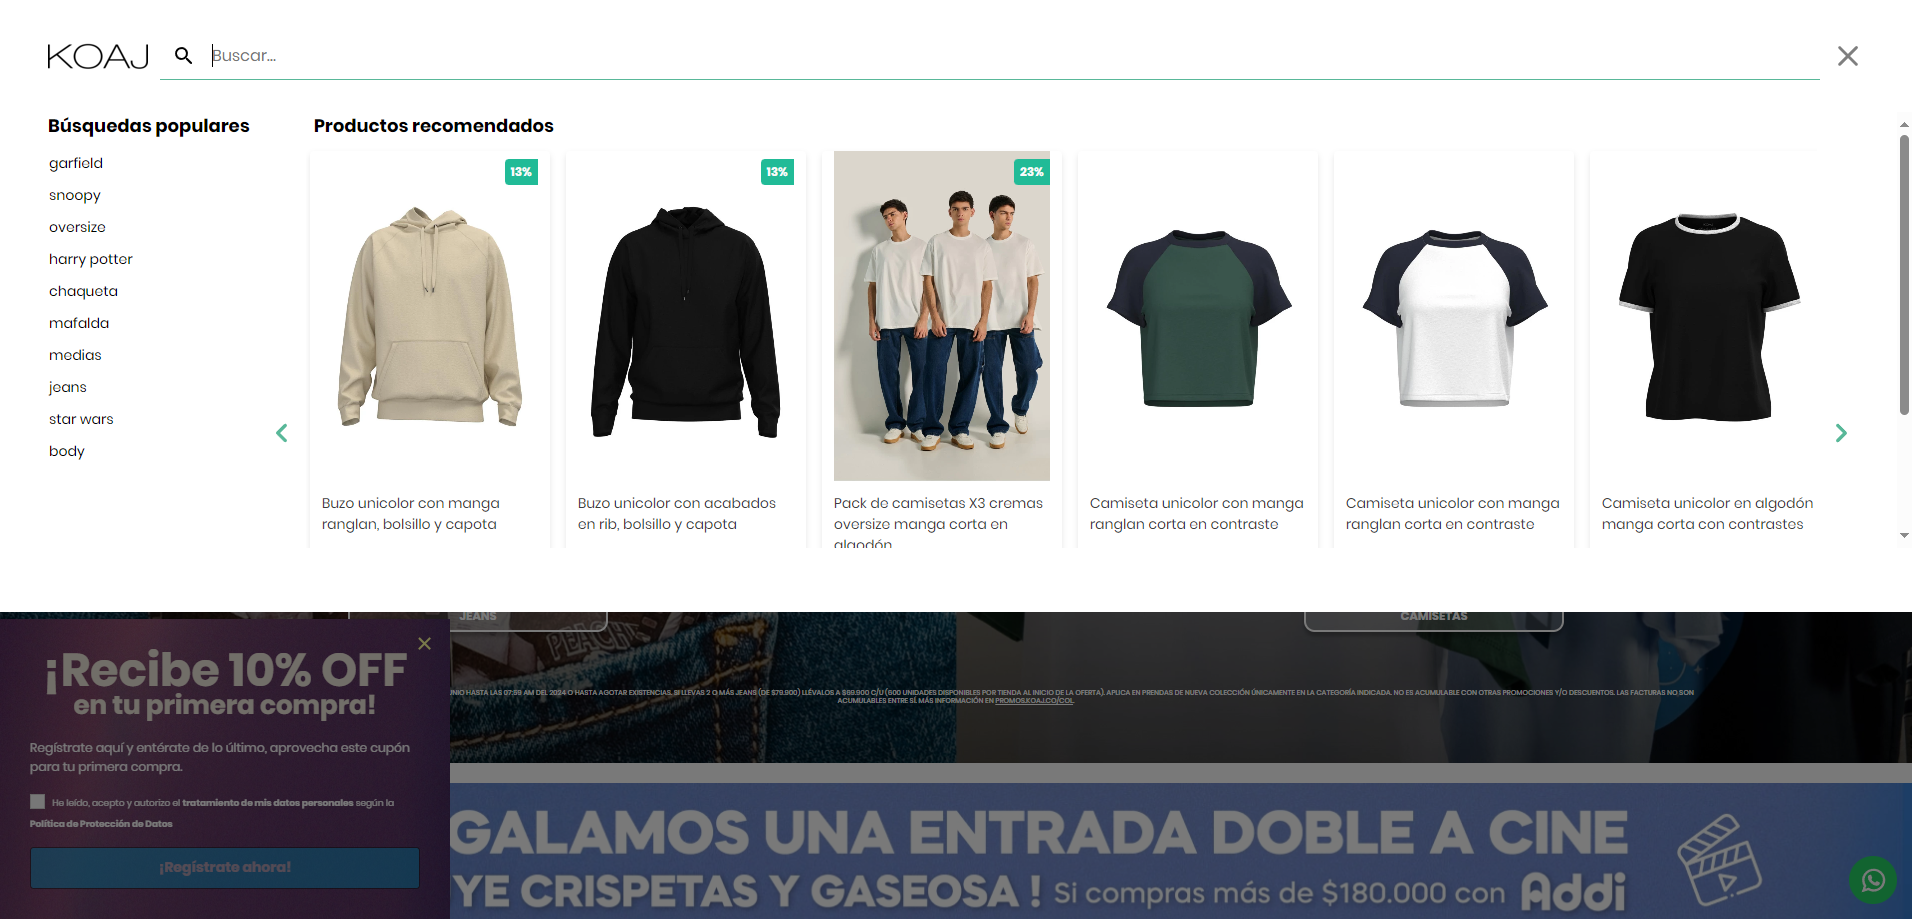 KOAJ
Buscar...
Búsquedas populares
garfield
snoopy
oversize
harry potter
chaqueta
mafalda
medias
jeans
star wars
body
Productos recomendados
13%
13%
23%
Buzo unicolor con manga
ranglan, bolsillo y capota
Buzo unicolor con acabados
en rib, bolsillo y capota
Pack de camisetas X3 cremas
oversize manga corta en
algodón
Camiseta unicolor con manga
ranglan corta en contraste
Camiseta unicolor con manga
ranglan corta en contraste
Camiseta unicolor en algodón
manga corta con contrastes
JEANS
CAMISETAS
UNIO HASTA LAS 07:59 AM DEL 2024 O HASTA AGOTAR EXISTENCIAS. SI LLEVAS 2 O MÁS JEANS (DE $79.900) LLÉVALOS A $69.900 C/U (600 UNIDADES DISPONIBLES POR TIENDA AL INICIO DE LA OFERTA). APLICA EN PRENDAS DE NUEVA COLECCIÓN ÚNICAMENTE EN LA CATEGORÍA INDICADA. NO ES ACUMULABLE CON OTRAS PROMOCIONES Y/O DESCUENTOS. LAS FACTURAS NO SON
ACUMULABLES ENTRE SÍ. MÁS INFORMACIÓN EN PROMOS.KOAJ.CO/COL
¡Recibe 10% OFF
en tu primera compra!
Regístrate aquí y entérate de lo último, aprovecha este cupón
para tu primera compra.
He leído, acepto y autorizo el tratamiento de mis datos personales según la
Política de Protección de Datos
¡Regístrate ahora!
GALAMOS UNA ENTRADA DOBLE A CINE
YE CRISPETAS Y GASEOSA ! Si compras más de $180.000 con Addi